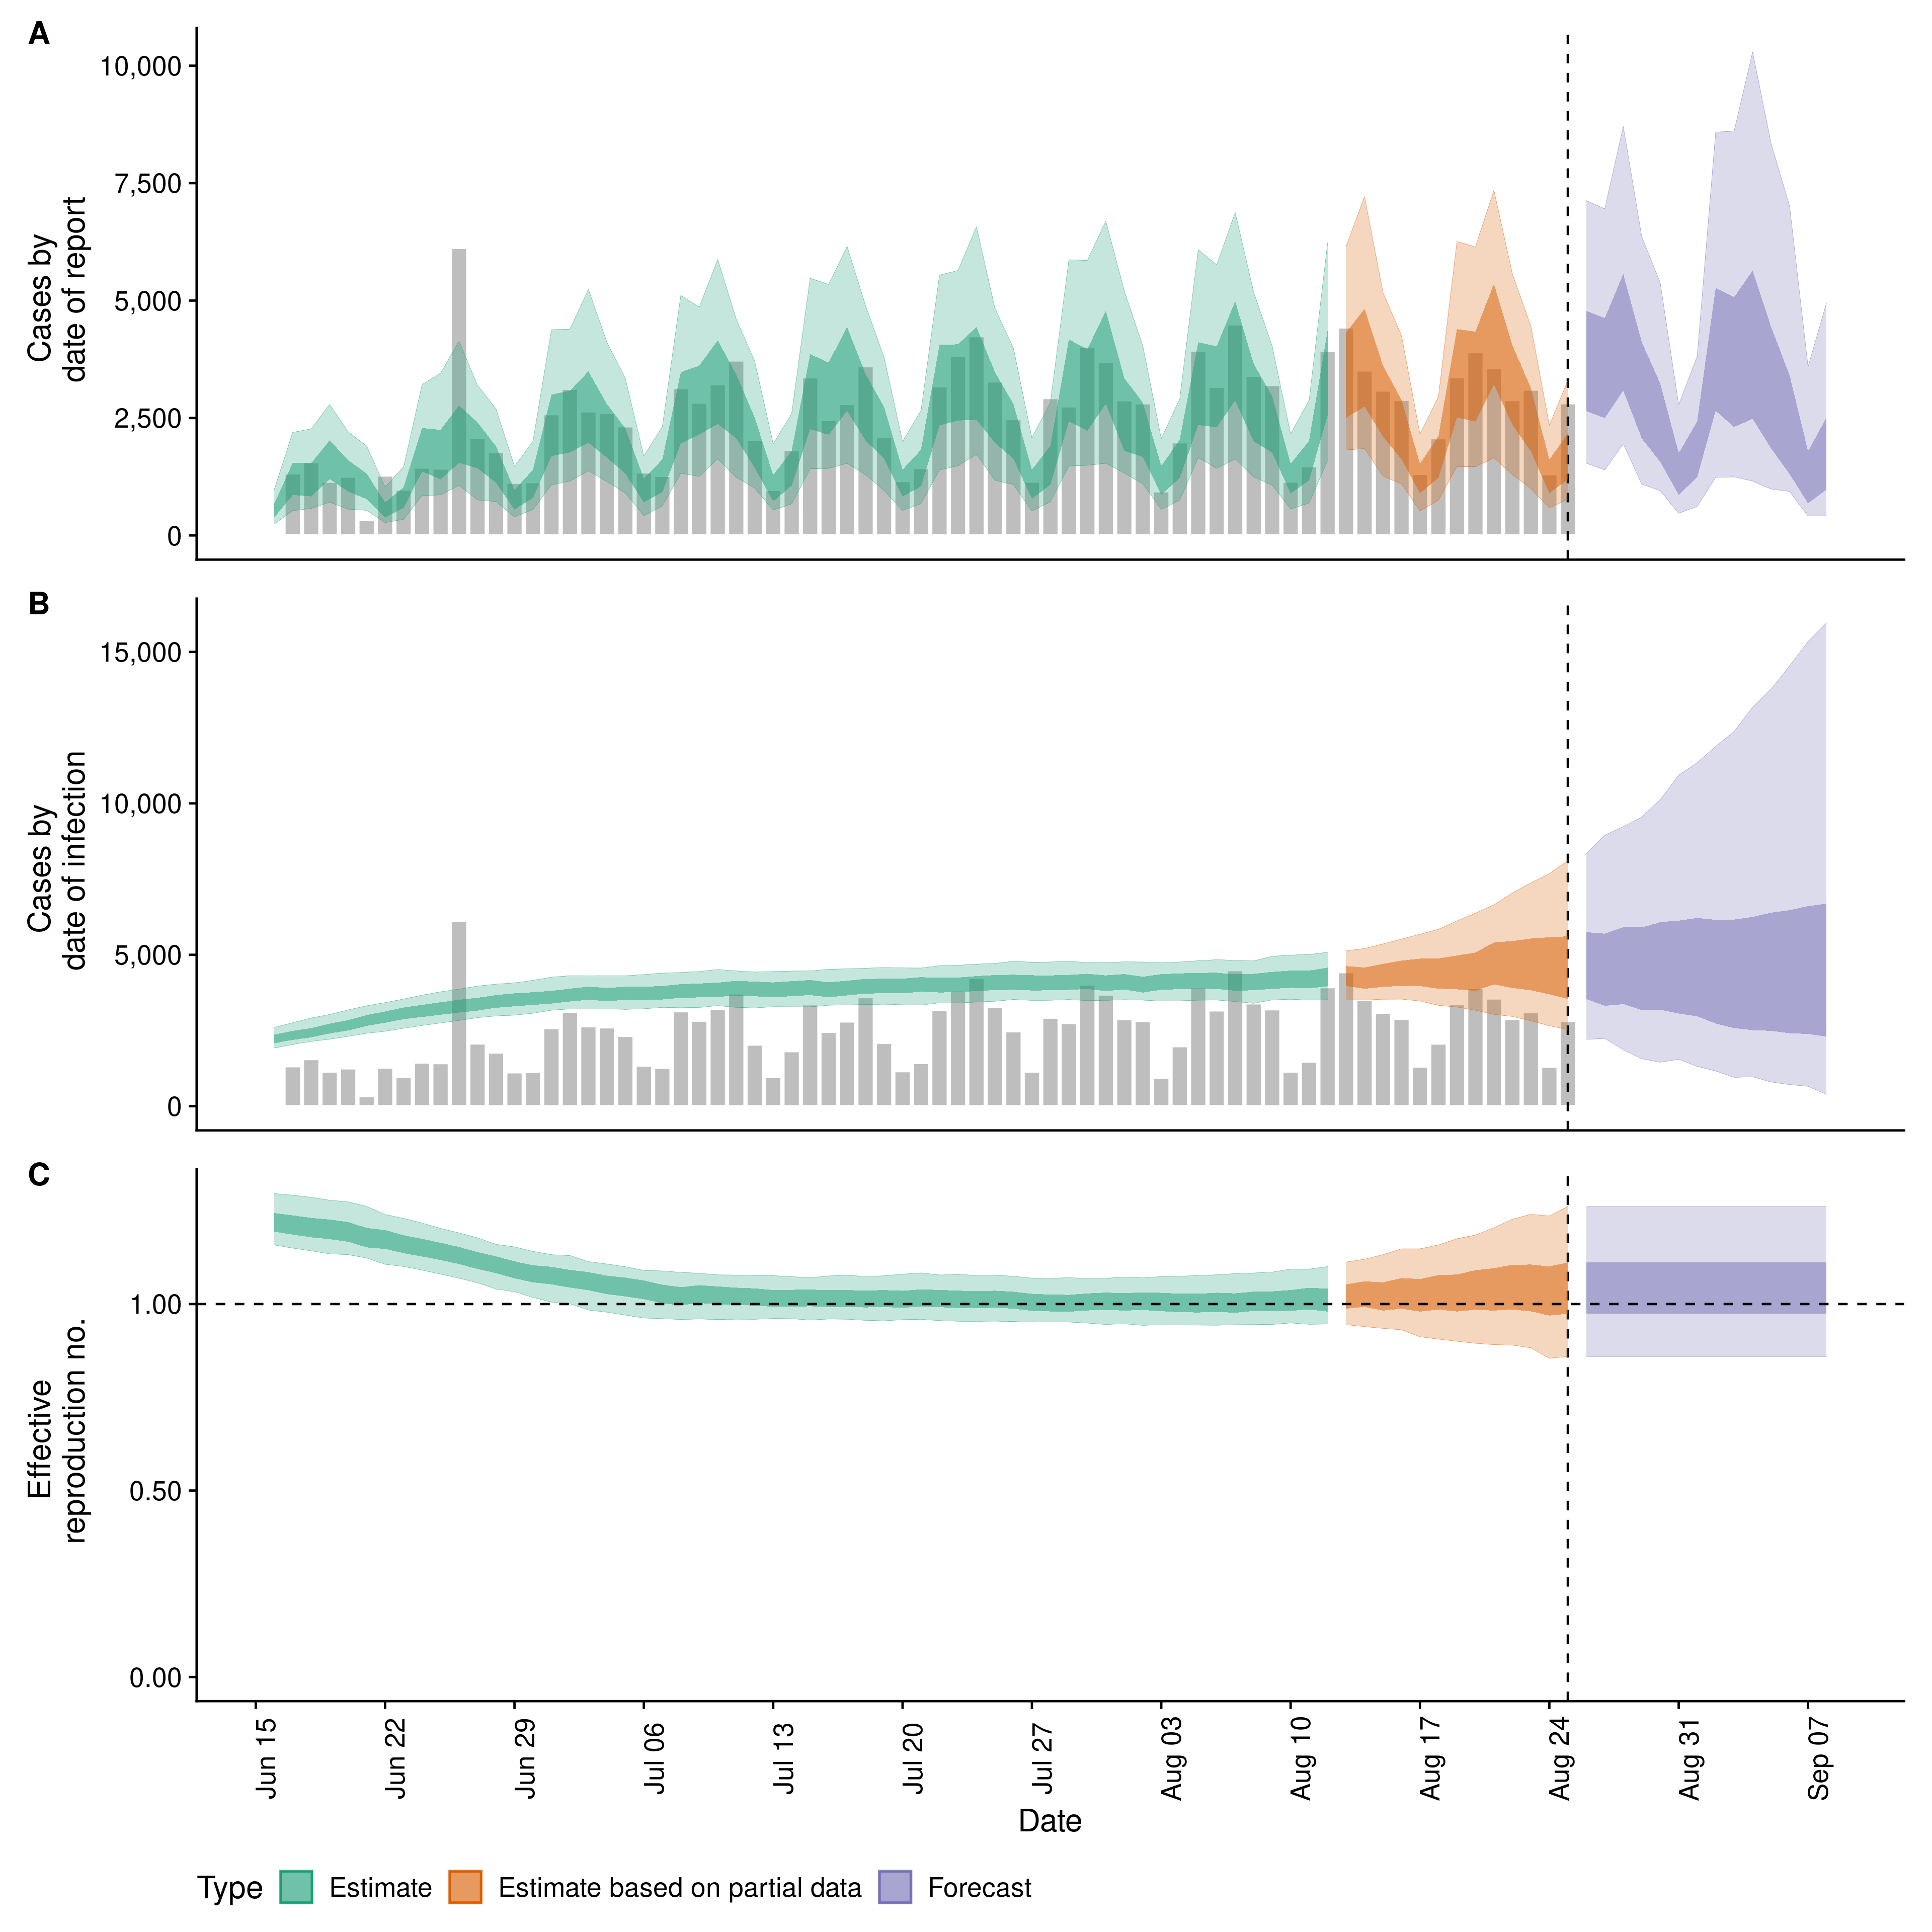 A
10,000
7,500
5,000
2,500
0
Cases by
date of report
B
15,000
10,000
5,000
0
Cases by
date of infection
C
1.00
0.50
0.00
Effective
reproduction no.
Jun 15
Jun 22
Jun 29
Jul 06
Jul 13
Jul 20
Jul 27
Aug 03
Aug 10
Aug 17
Aug 24
Aug 31
Sep 07
Date
Type Estimate Estimate based on partial data Forecast